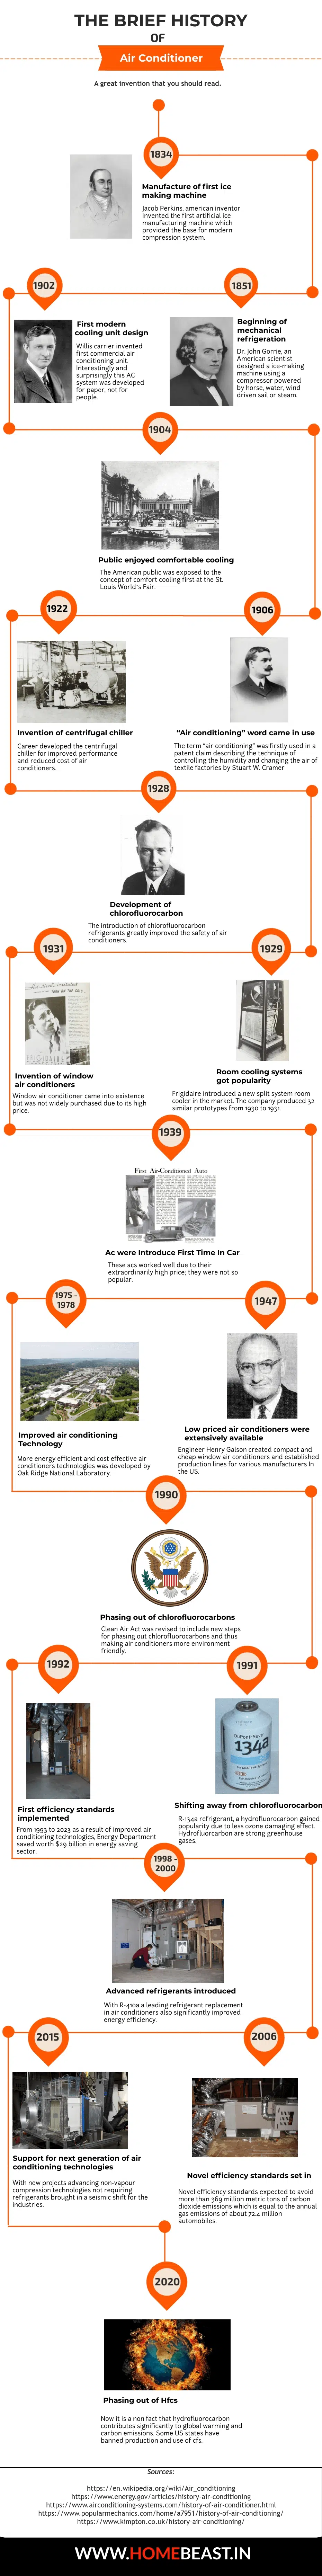 THE BRIEF HISTORY
OF
Air Conditioner
A great invention that you should read.
1834
Manufacture of first ice
making machine
Jacob Perkins, american inventor
invented the first artificial ice
manufacturing machine which
provided the base for modern
compression system.
1902
First modern
cooling unit design
Willis carrier invented
first commercial air
conditioning unit.
Interestingly and
surprisingly this AC
system was developed
for paper, not for
people.
1851
Beginning of
mechanical
refrigeration
Dr. John Gorrie, an
American scientist
designed a ice-making
machine using a
compressor powered
by horse, water, wind
driven sail or steam.
1904
Public enjoyed comfortable cooling
The American public was exposed to the
concept of comfort cooling first at the St.
Louis World's Fair.
1922
Invention of centrifugal chiller
Career developed the centrifugal
chiller for improved performance
and reduced cost of air
conditioners.
1906
“Air conditioning” word came in use
The term “air conditioning” was firstly used in a
patent claim describing the technique of
controlling the humidity and changing the air of
textile factories by Stuart W. Cramer
1928
Development of
chlorofluorocarbon
The introduction of chlorofluorocarbon
refrigerants greatly improved the safety of air
conditioners.
1931
Invention of window
air conditioners
Window air conditioner came into existence
but was not widely purchased due to its high
price.
1929
Room cooling systems
got popularity
Frigidaire introduced a new split system room
cooler in the market. The company produced 32
similar prototypes from 1930 to 1931.
1939
First Air-Conditioned Auto
Ac were Introduce First Time In Car
These acs worked well due to their
extraordinarily high price; they were not so
popular.
1975 -
1978
Improved air conditioning
Technology
More energy efficient and cost effective air
conditioners technologies was developed by
Oak Ridge National Laboratory.
1947
Low priced air conditioners were
extensively available
Engineer Henry Galson created compact and
cheap window air conditioners and established
production lines for various manufacturers In
the US.
1990
Phasing out of chlorofluorocarbons
Clean Air Act was revised to include new steps
for phasing out chlorofluorocarbons and thus
making air conditioners more environment
friendly.
1992
First efficiency standards
implemented
From 1993 to 2023 as a result of improved air
conditioning technologies, Energy Department
saved worth $29 billion in energy saving
sector.
1991
134a
Shifting away from chlorofluorocarbon
R-134a refrigerant, a hydrofluorocarbon gained
popularity due to less ozone damaging effect.
Hydrofluorcarbon are strong greenhouse
gases.
1998 -
2000
Advanced refrigerants introduced
With R-410a a leading refrigerant replacement
in air conditioners also significantly improved
energy efficiency.
2015
Support for next generation of air
conditioning technologies
With new projects advancing non-vapour
compression technologies not requiring
refrigerants brought in a seismic shift for the
industries.
2006
Novel efficiency standards set in
Novel efficiency standards expected to avoid
more than 369 million metric tons of carbon
dioxide emissions which is equal to the annual
gas emissions of about 72.4 million
automobiles.
2020
Phasing out of Hfcs
Now it is a non fact that hydrofluorocarbon
contributes significantly to global warming and
carbon emissions. Some US states have
banned production and use of cfs.
Sources:
https://en.wikipedia.org/wiki/Air_conditioning
https://www.energy.gov/articles/history-air-conditioning
https://www.airconditioning-systems.com/history-of-air-conditioner.html
https://www.popularmechanics.com/home/a7951/history-of-air-conditioning/
https://www.kimpton.co.uk/history-air-conditioning/
WWW.HOMEBEAST.IN